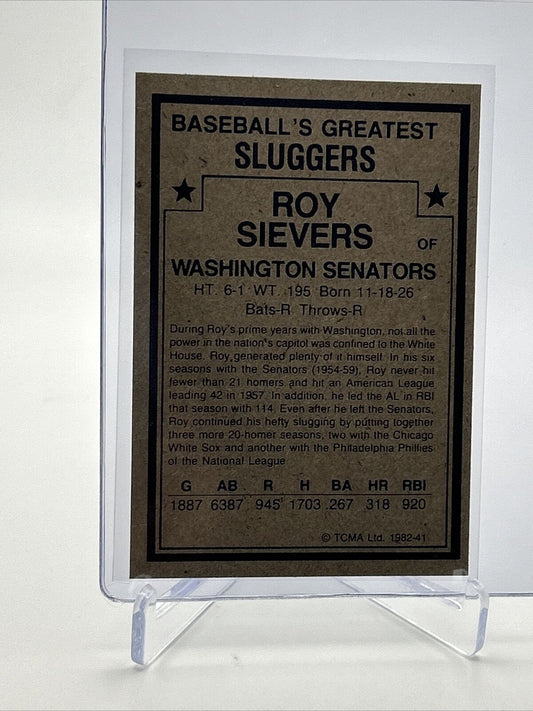 BASEBALL'S GREATEST
SLUGGERS
★ ★
ROY
SIEVERS OF
WASHINGTON SENATORS
HT. 6-1 WT. 195 Born 11-18-26
Bats-R Throws-R
During Roy's prime years with Washington, not all the
power in the nation's capitol was confined to the White
House. Roy generated plenty of it himself. In his six
seasons with the Senators (1954-59), Roy never hit
fewer than 21 homers and hit an American League
leading 42 in 1957. In addition, he led the AL in RBI
that season with 114. Even after he left the Senators,
Roy continued his hefty slugging by putting together
three more 20-homer seasons, two with the Chicago
White Sox and another with the Philadelphia Phillies
of the National League
G AB R H BA HR RBI
1887 6387 945 1703 .267 318 920
© TCMA Ltd. 1982-41